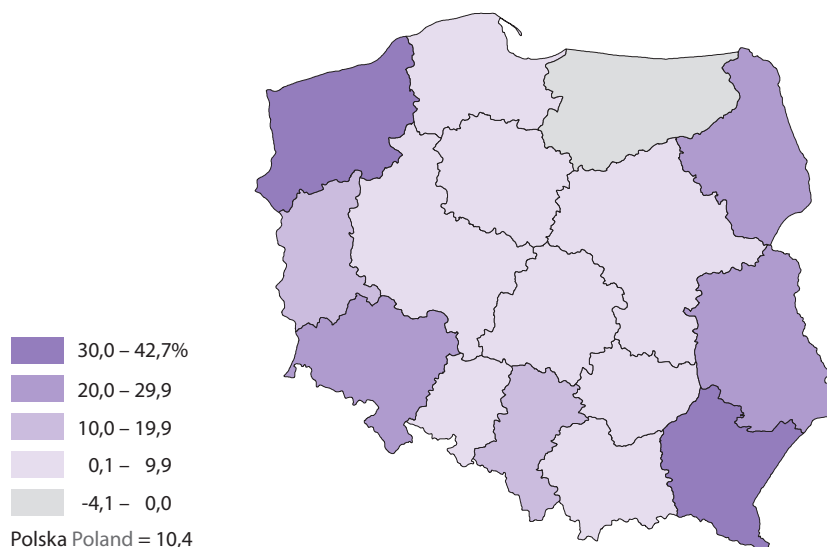 30,0 – 42,7%
20,0 – 29,9
10,0 – 19,9
0,1 – 9,9
-4,1 – 0,0
Polska Poland = 10,4